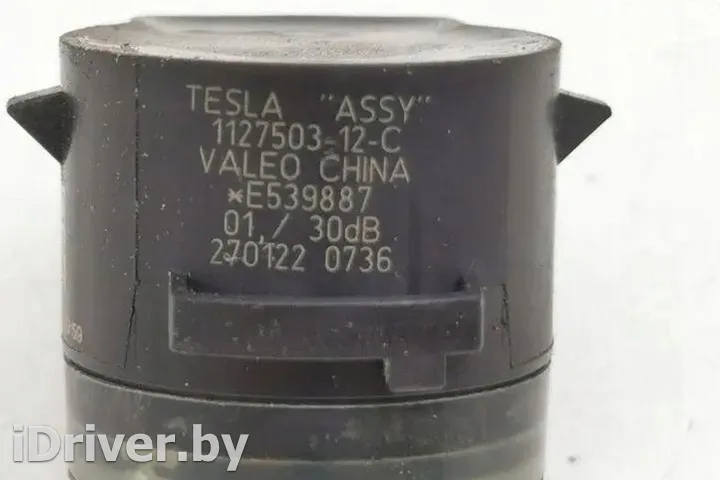 TESLA "ASSY"
1127503-12-C
VALEO CHINA
*E539887
01./ 30dB
270122 0736
iDriver.by